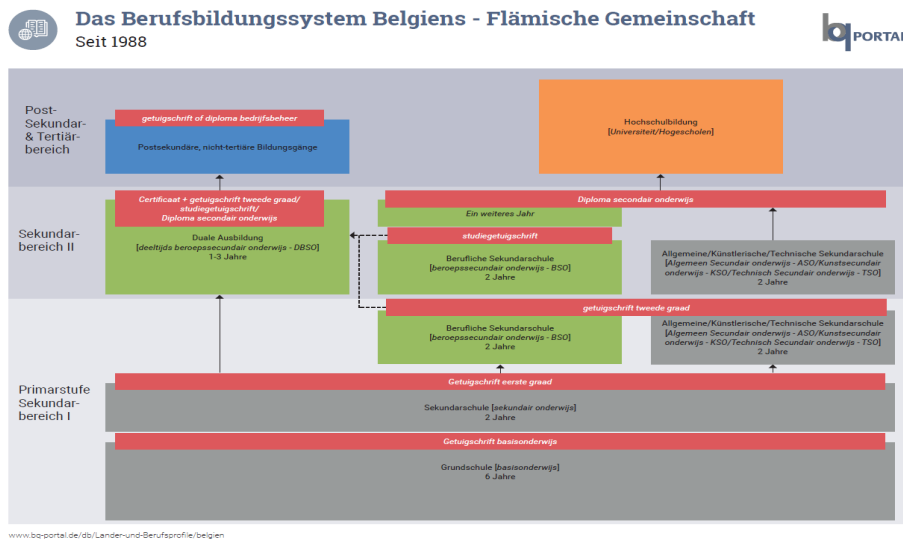 Das Berufsbildungssystem Belgiens - Flämische Gemeinschaft
Seit 1988
bq PORTAL
Post-
Sekundar-
& Tertiär-
bereich
getuigschrift of diploma bedrijfsbeheer
Postsekundäre, nicht-tertiäre Bildungsgänge
Hochschulbildung
[Universiteit/Hogescholen]
Sekundar-
bereich II
Certificaat + getuigschrift tweede graad/
studiegetuigschrift/
Diploma secondair onderwijs
Duale Ausbildung
[deeltijds beroepssecundair onderwijs - DBSO]
1-3 Jahre
Diploma secondair onderwijs
Ein weiteres Jahr
studiegetuigschrift
Berufliche Sekundarschule
[beroepssecundair onderwijs - BSO]
2 Jahre
Allgemeine/Künstlerische/Technische Sekundarschule
[Algemeen Secundair onderwijs - ASO/Kunstsecundair
onderwijs - KSO/Technisch Secundair onderwijs - TSO]
2 Jahre
Primarstufe
Sekundar-
bereich I
getuigschrift tweede graad
Berufliche Sekundarschule
[beroepssecundair onderwijs - BSO]
2 Jahre
Allgemeine/Künstlerische/Technische Sekundarschule
[Algemeen Secundair onderwijs - ASO/Kunstsecundair
onderwijs - KSO/Technisch Secundair onderwijs - TSO]
2 Jahre
Getuigschrift eerste graad
Sekundarschule [sekundair onderwijs]
2 Jahre
Getuigschrift basisonderwijs
Grundschule [basisonderwijs]
6 Jahre
www.bq-portal.de/db/Lander-und-Berufsprofile/belgien